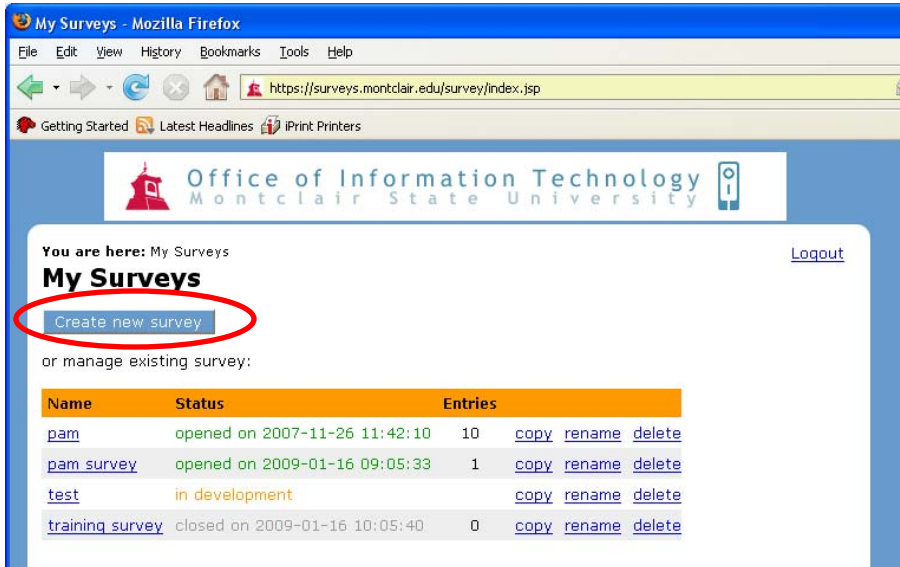 My Surveys - Mozilla Firefox
File Edit View History Bookmarks Tools Help
https://surveys.montclair.edu/survey/index.jsp
Getting Started Latest Headlines iPrint Printers
Office of Information Technology
Montclair State University
You are here: My Surveys
Logout
My Surveys
Create new survey
or manage existing survey:
Name Status Entries
pam opened on 2007-11-26 11:42:10 10 copy rename delete
pam survey opened on 2009-01-16 09:05:33 1 copy rename delete
test in development copy rename delete
training survey closed on 2009-01-16 10:05:40 0 copy rename delete